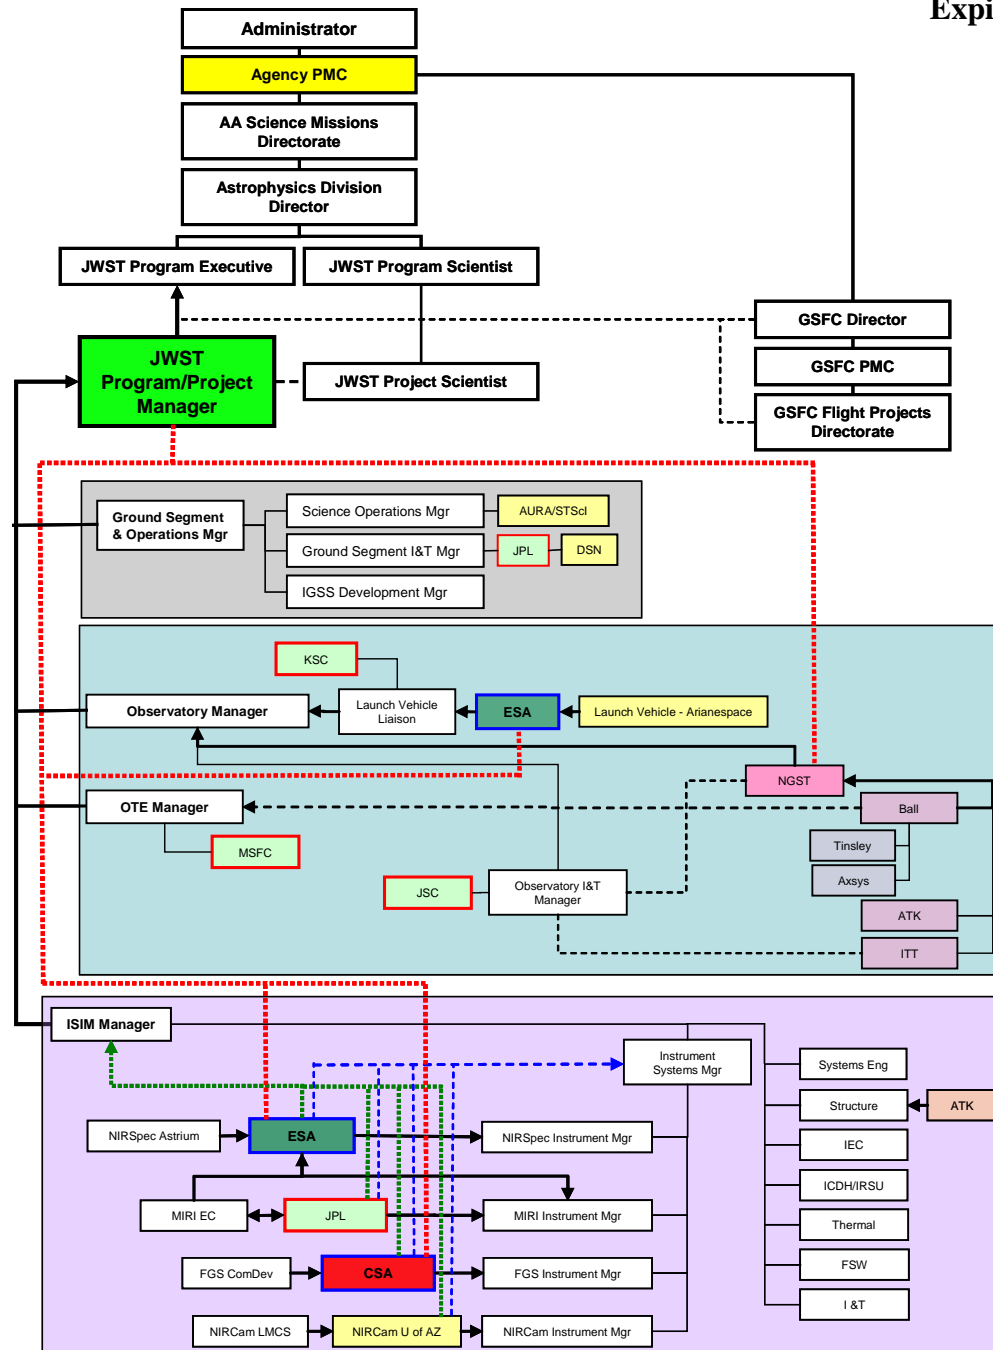 Expi
Administrator
Agency PMC
AA Science Missions
Directorate
Astrophysics Division
Director
JWST Program Executive
JWST Program Scientist
GSFC Director
JWST
Program/Project
Manager
GSFC PMC
JWST Project Scientist
GSFC Flight Projects
Directorate
Ground Segment
& Operations Mgr
Science Operations Mgr
AURA/STScI
Ground Segment I&T Mgr
JPL
DSN
IGSS Development Mgr
KSC
Observatory Manager
Launch Vehicle
Liaison
ESA
Launch Vehicle - Arianespace
NGST
OTE Manager
Ball
MSFC
Tinsley
Axsys
JSC
Observatory I&T
Manager
ATK
ITT
ISIM Manager
Instrument
Systems Mgr
Systems Eng
Structure
ATK
NIRSpec Astrium
ESA
NIRSpec Instrument Mgr
IEC
ICDH/IRSU
MIRI EC
JPL
MIRI Instrument Mgr
Thermal
FGS ComDev
CSA
FGS Instrument Mgr
FSW
I &T
NIRCam LMCS
NIRCam U of AZ
NIRCam Instrument Mgr